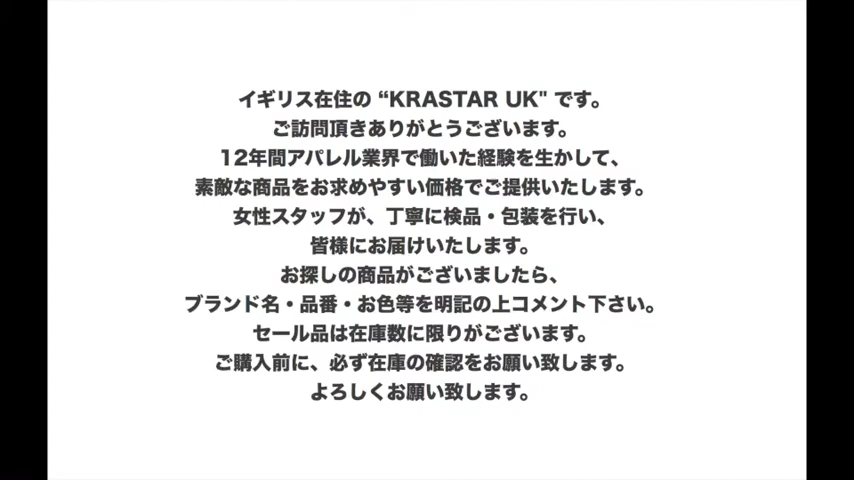 イギリス在住の “KRASTAR UK" です。
ご訪問頂きありがとうございます。
12年間アパレル業界で働いた経験を生かして、
素敵な商品をお求めやすい価格でご提供いたします。
女性スタッフが、丁寧に検品・包装を行い、
皆様にお届けいたします。
お探しの商品がございましたら、
ブランド名・品番・お色等を明記の上コメント下さい。
セール品は在庫数に限りがございます。
ご購入前に、必ず在庫の確認をお願い致します。
よろしくお願い致します。